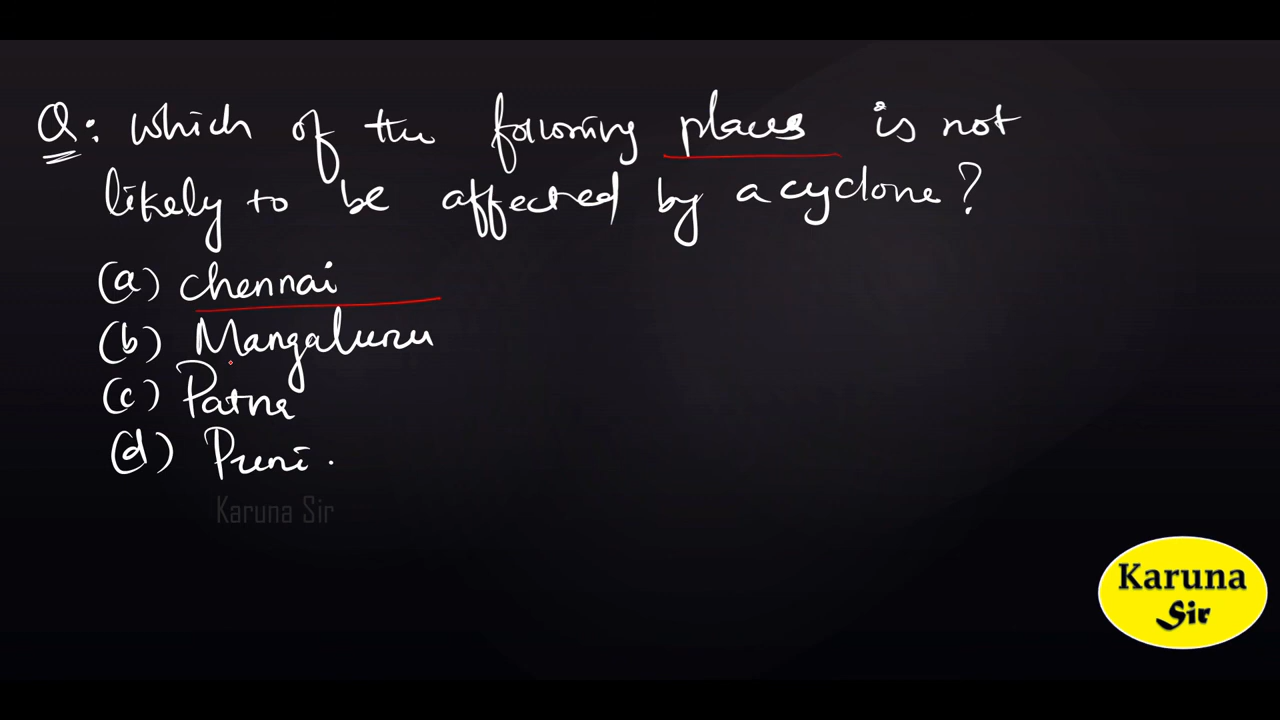 Q: Which of the following places is not
likely to be affected by a cyclone?
(a) Chennai
(b) Mangaluru
(c) Patna
(d) Puri.
Karuna Sir
Karuna
Sir